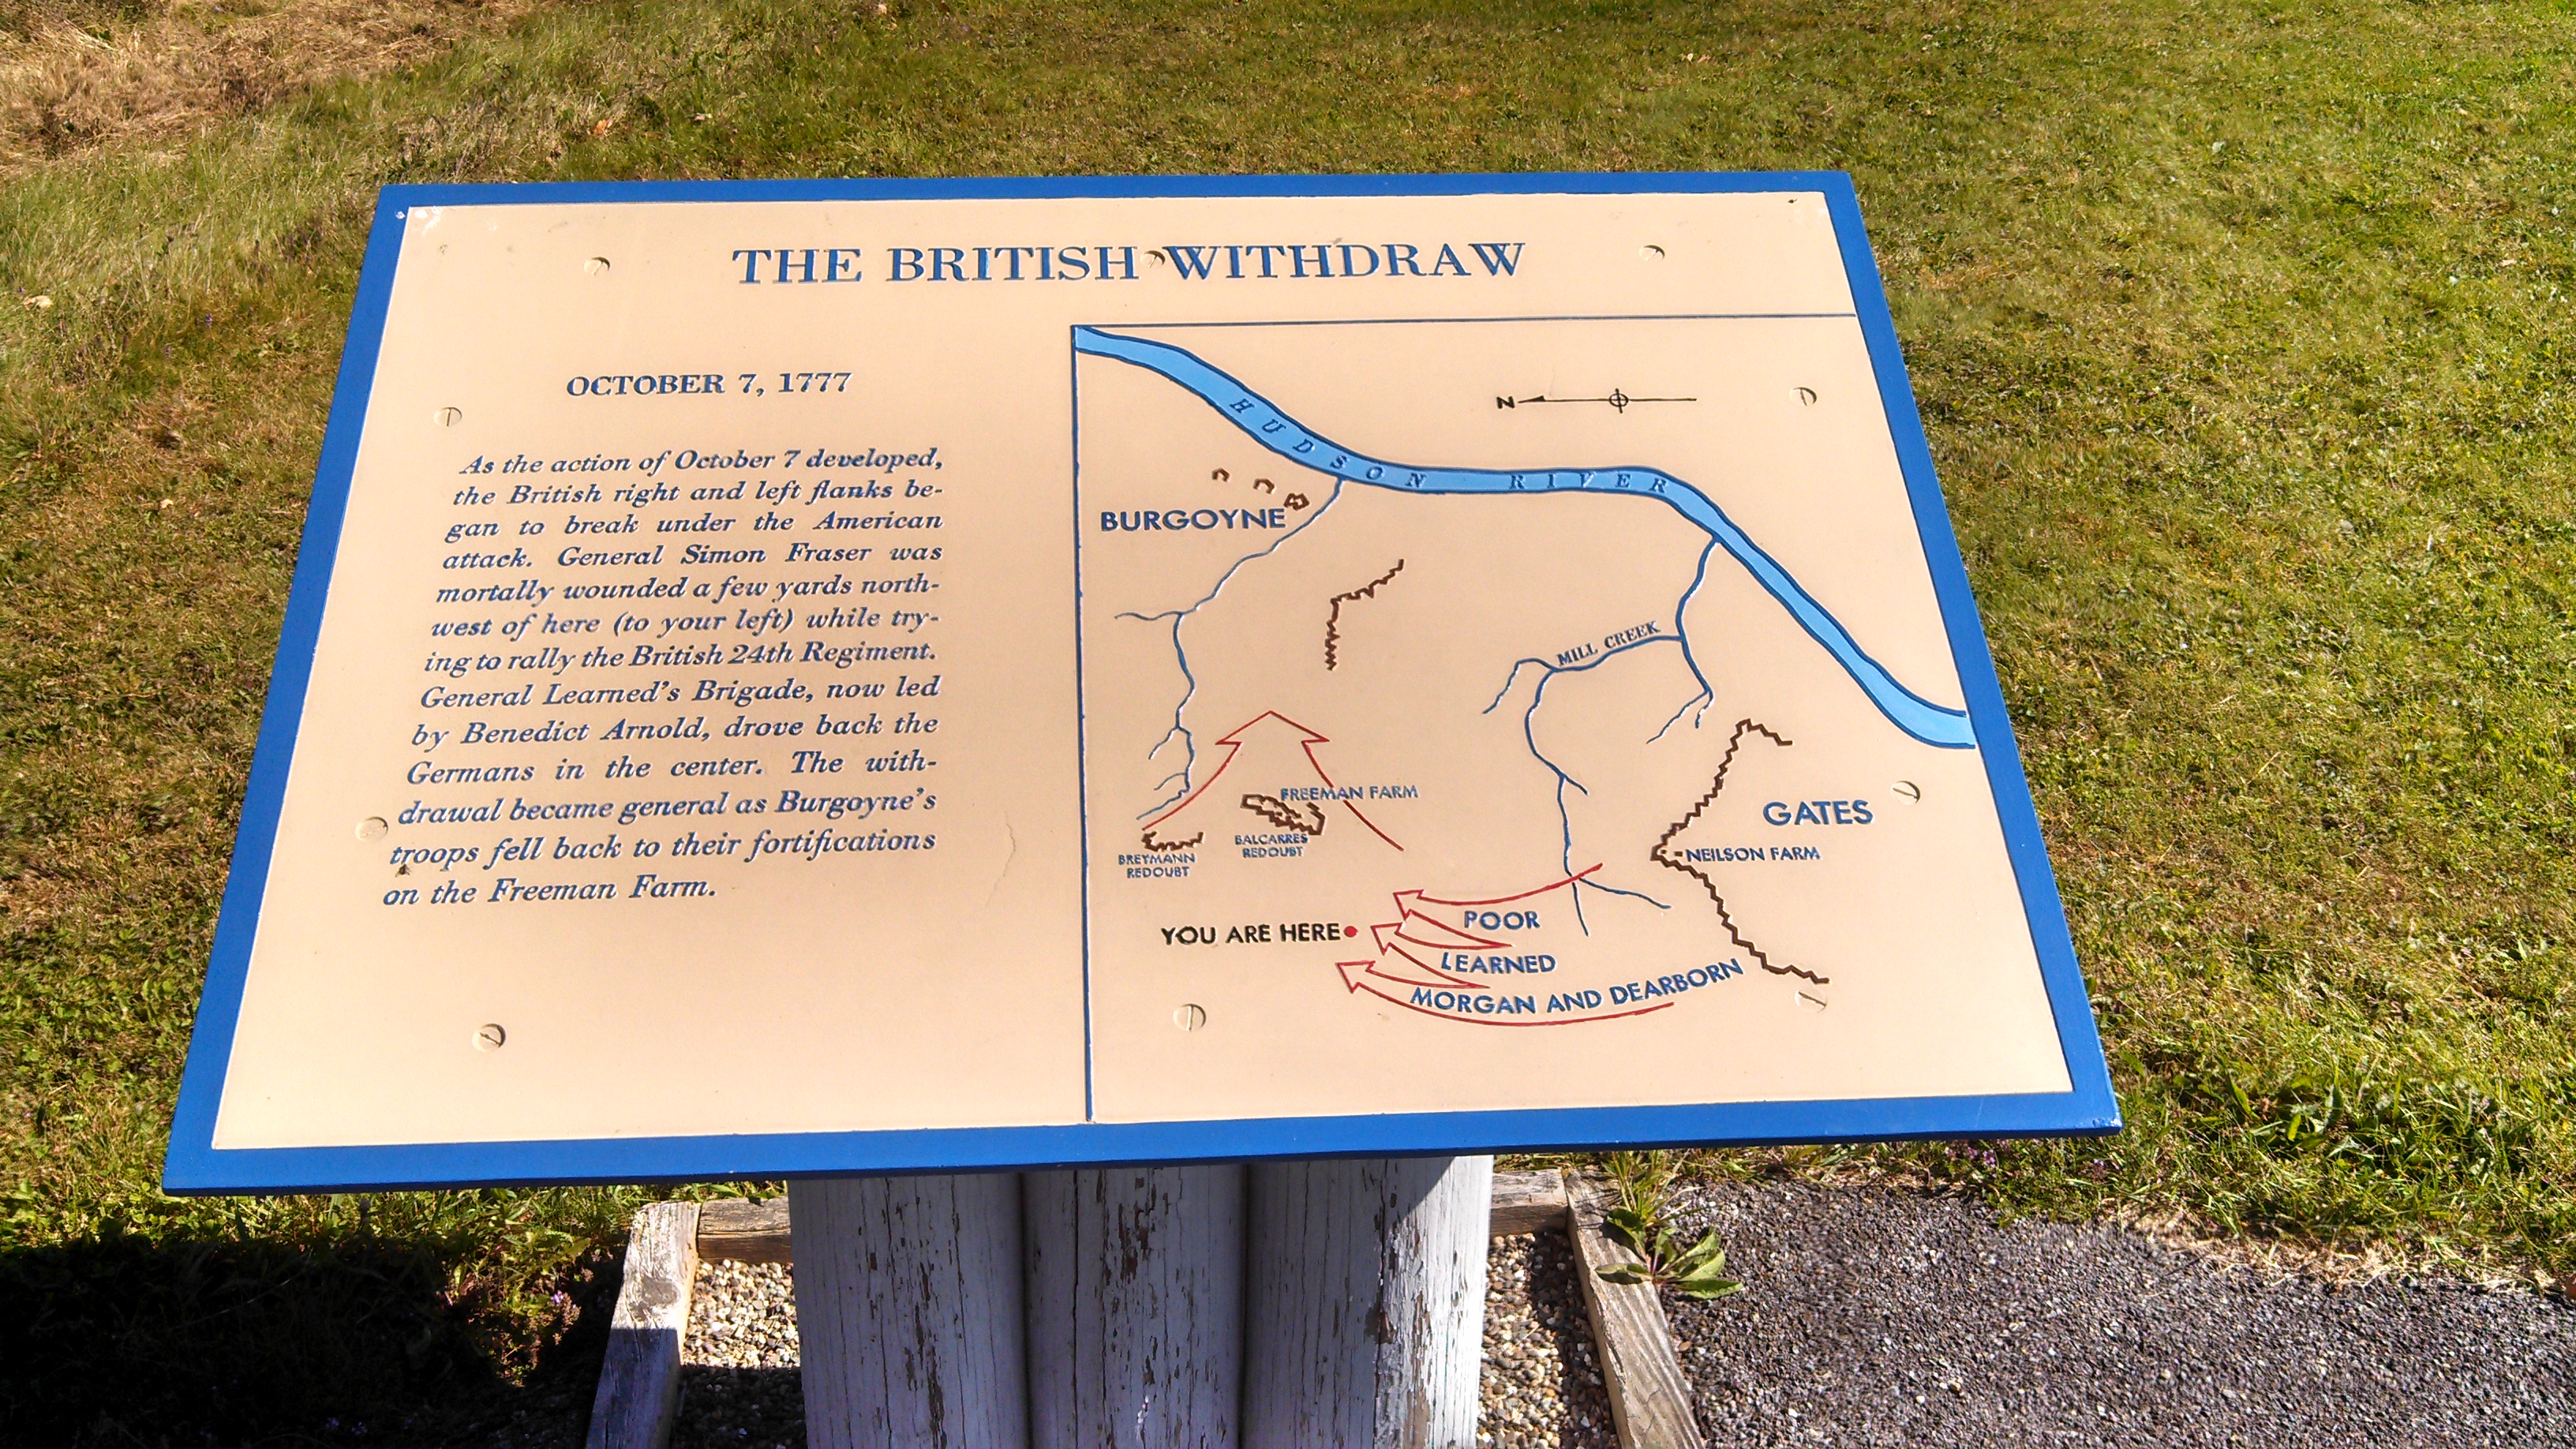 THE BRITISH WITHDRAW
OCTOBER 7, 1777
As the action of October 7 developed,
the British right and left flanks be-
gan to break under the American
attack. General Simon Fraser was
mortally wounded a few yards north-
west of here (to your left) while try-
ing to rally the British 24th Regiment.
General Learned's Brigade, now led
by Benedict Arnold, drove back the
Germans in the center. The with-
drawal became general as Burgoyne's
troops fell back to their fortifications
on the Freeman Farm.
N
HUDSON RIVER
BURGOYNE
MILL CREEK
FREEMAN FARM
GATES
BALCARRES
REDOUBT
BREYMANN
REDOUBT
NEILSON FARM
POOR
YOU ARE HERE
LEARNED
MORGAN AND DEARBORN